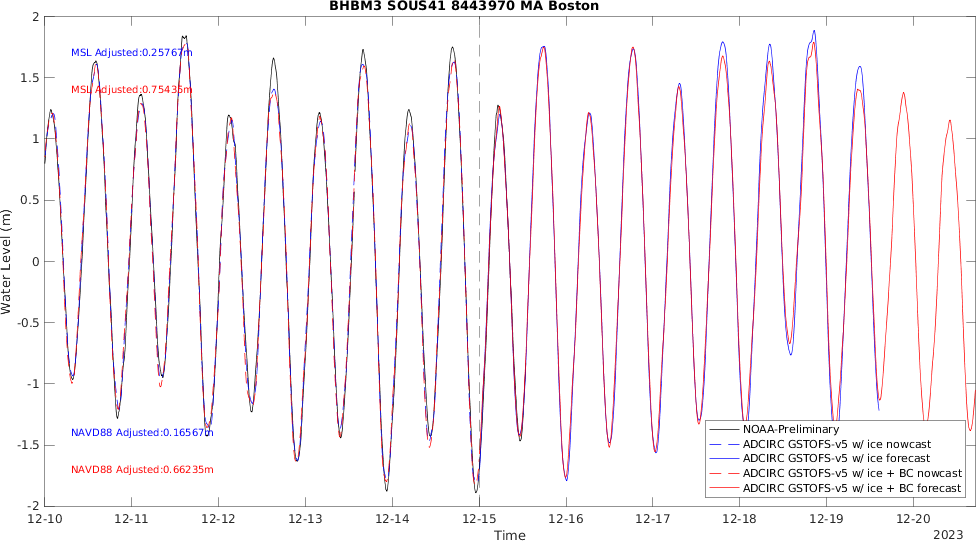 BHBM3 SOUS41 8443970 MA Boston
2
1.5
1
0.5
0
-0.5
-1
-1.5
-2
Water Level (m)
MSL Adjusted:0.25767m
MSL Adjusted:0.75435m
NAVD88 Adjusted:0.16567m
NAVD88 Adjusted:0.66235m
NOAA-Preliminary
ADCIRC GSTOFS-v5 w/ ice nowcast
ADCIRC GSTOFS-v5 w/ ice forecast
ADCIRC GSTOFS-v5 w/ ice + BC nowcast
ADCIRC GSTOFS-v5 w/ ice + BC forecast
12-10 12-11 12-12 12-13 12-14 12-15 12-16 12-17 12-18 12-19 12-20
Time
2023